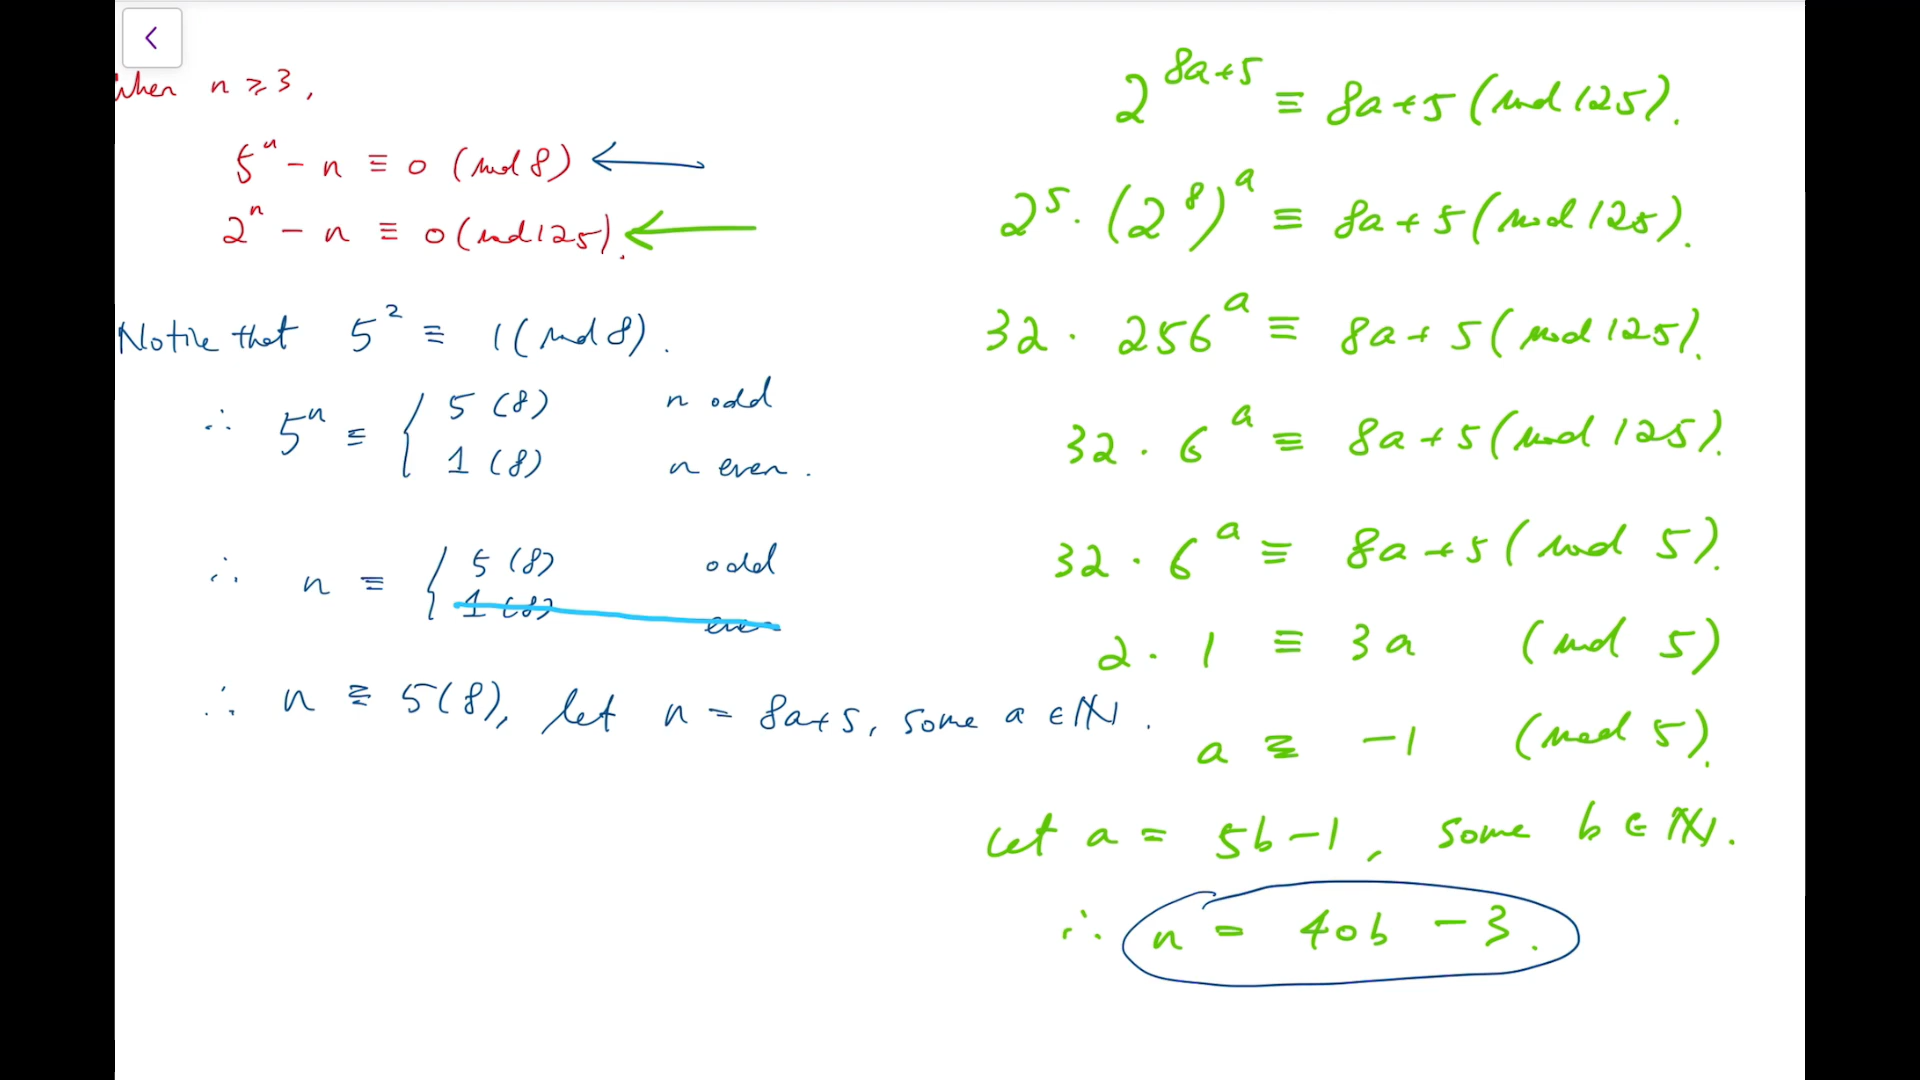 When n ⩾ 3,
5^n - n ≡ 0 (mod 8)
2^n - n ≡ 0 (mod 125).
Notice that 5^2 ≡ 1 (mod 8).
∴ 5^n ≡ { 5 (8) n odd
1 (8) n even.
∴ n ≡ { 5 (8) odd
1 (8) even
∴ n ≡ 5(8), let n = 8a+5, some a ∈ ℕ.
2^{8a+5} ≡ 8a+5 (mod 125).
2^5 · (2^8)^a ≡ 8a+5 (mod 125).
32 · 256^a ≡ 8a+5 (mod 125).
32 · 6^a ≡ 8a+5 (mod 125).
32 · 6^a ≡ 8a+5 (mod 5).
2 · 1 ≡ 3a (mod 5)
a ≡ -1 (mod 5).
Let a = 5b-1, some b ∈ ℕ.
∴ n = 40b - 3.